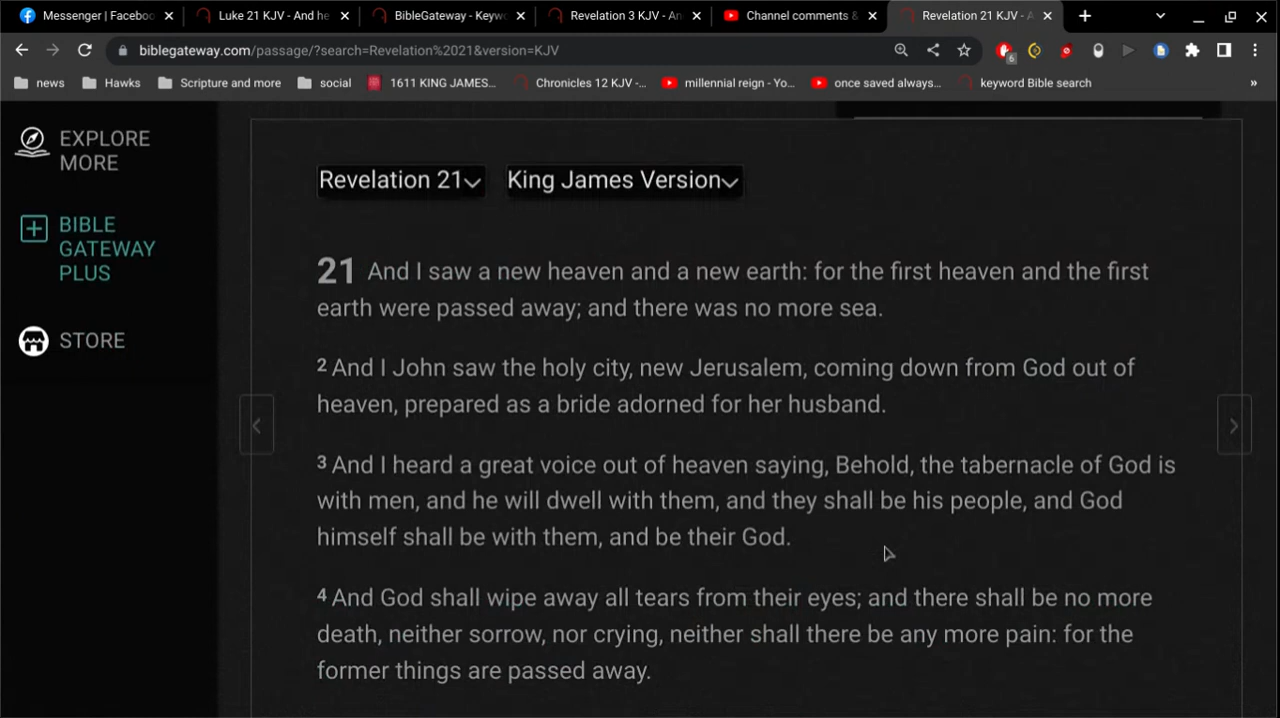 Messenger | Faceboo
Luke 21 KJV - And he
BibleGateway - Keywo
Revelation 3 KJV - An
Channel comments &
Revelation 21 KJV - A
biblegateway.com/passage/?search=Revelation%2021&version=KJV
6
news
Hawks
Scripture and more
social
1611 KING JAMES...
Chronicles 12 KJV -...
millennial reign - Yo...
once saved always...
keyword Bible search
»
EXPLORE
MORE
BIBLE
GATEWAY
PLUS
STORE
Revelation 21
King James Version
21 And I saw a new heaven and a new earth: for the first heaven and the first
earth were passed away; and there was no more sea.
2 And I John saw the holy city, new Jerusalem, coming down from God out of
heaven, prepared as a bride adorned for her husband.
3 And I heard a great voice out of heaven saying, Behold, the tabernacle of God is
with men, and he will dwell with them, and they shall be his people, and God
himself shall be with them, and be their God.
4 And God shall wipe away all tears from their eyes; and there shall be no more
death, neither sorrow, nor crying, neither shall there be any more pain: for the
former things are passed away.